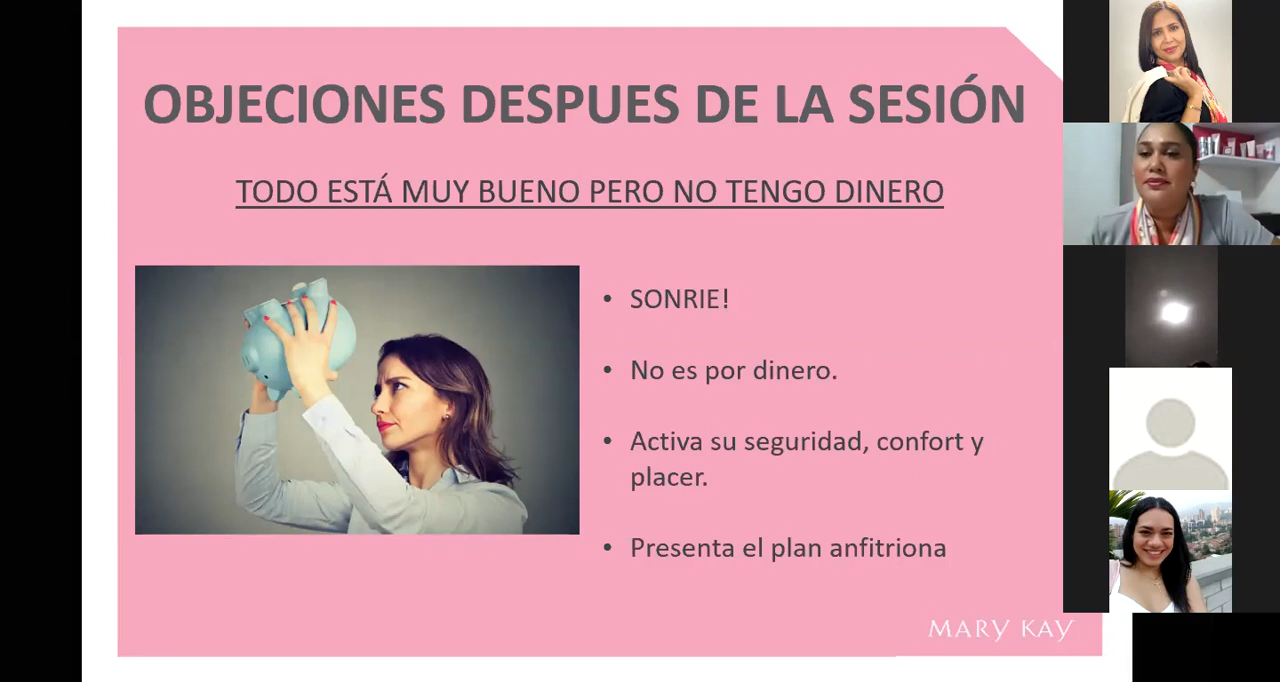 OBJECIONES DESPUES DE LA SESIÓN
TODO ESTÁ MUY BUENO PERO NO TENGO DINERO
• SONRIE!
• No es por dinero.
• Activa su seguridad, confort y
placer.
• Presenta el plan anfitriona
MARY KAY